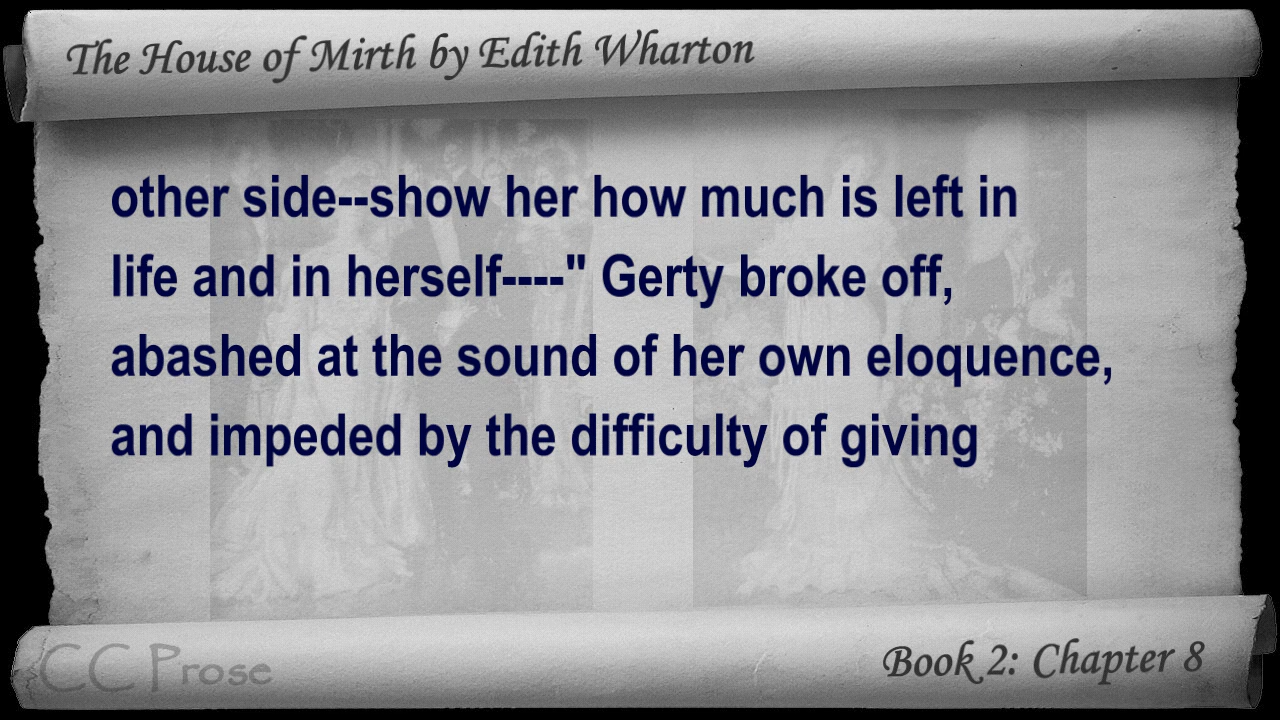 The House of Mirth by Edith Wharton
other side--show her how much is left in
life and in herself----" Gerty broke off,
abashed at the sound of her own eloquence,
and impeded by the difficulty of giving
CC Prose
Book 2: Chapter 8